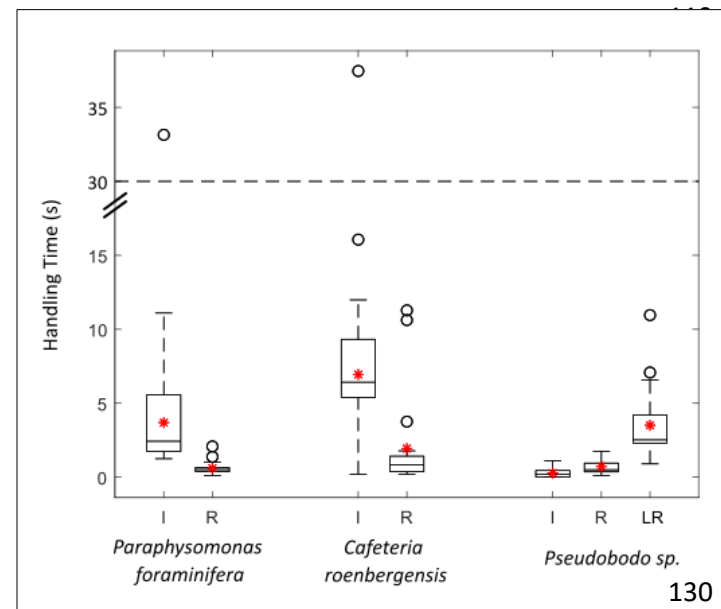 35
30
Handling Time (s)
15
10
5
0
I R I R I R LR
Paraphysomonas foraminifera
Cafeteria roenbergensis
Pseudobodo sp.
130